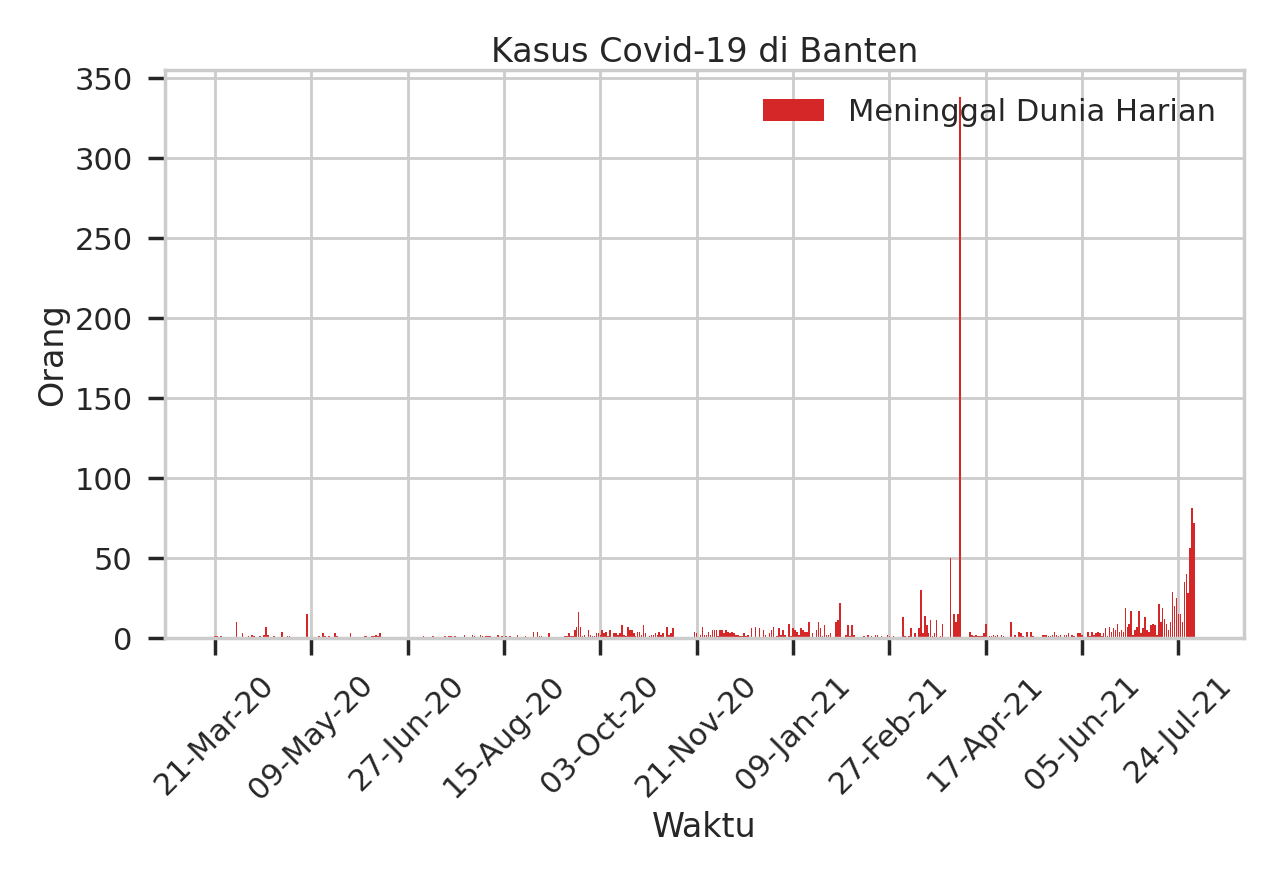 Kasus Covid-19 di Banten
Meninggal Dunia Harian
Orang
350
300
250
200
150
100
50
0
21-Mar-20
09-May-20
27-Jun-20
15-Aug-20
03-Oct-20
21-Nov-20
09-Jan-21
27-Feb-21
17-Apr-21
05-Jun-21
24-Jul-21
Waktu